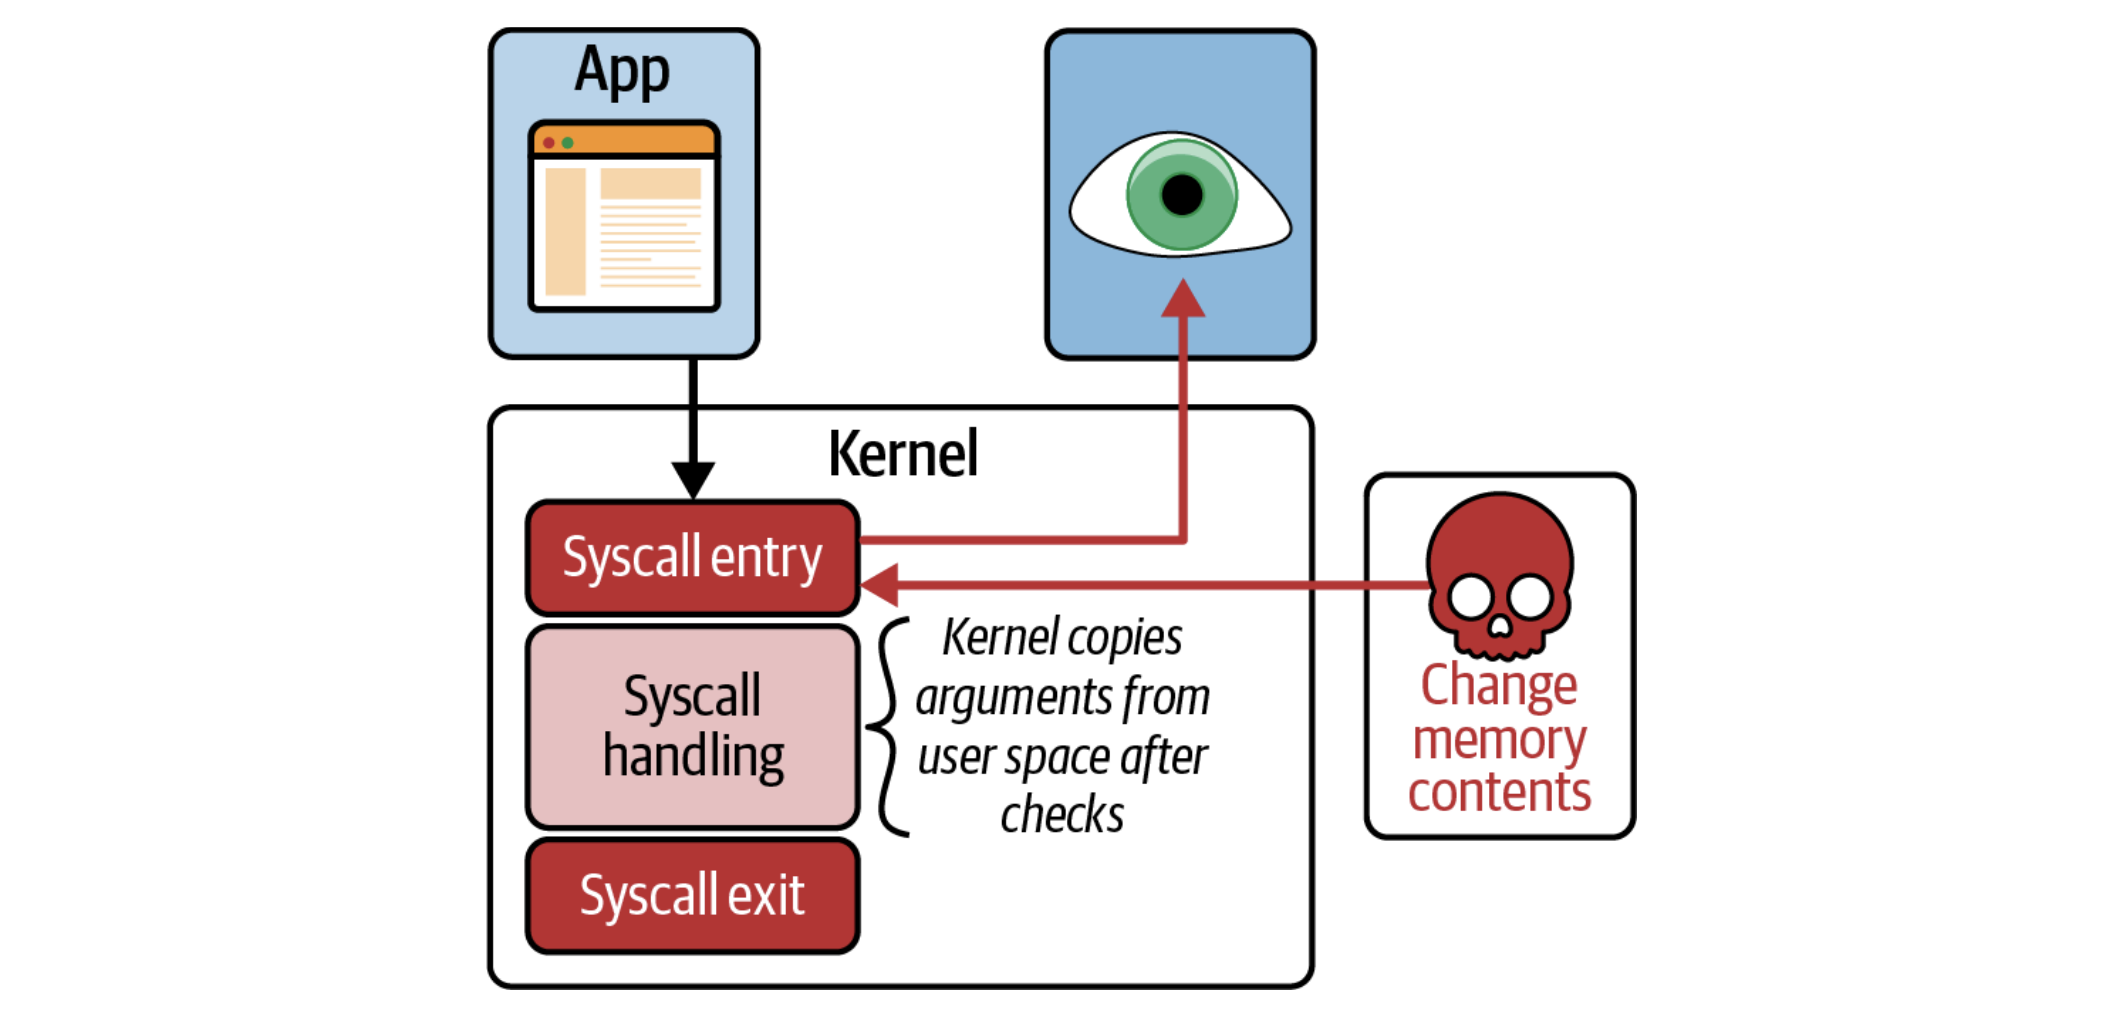 App
Kernel
Syscall entry
Kernel copies
arguments from
user space after
checks
Syscall
handling
Syscall exit
Change
memory
contents